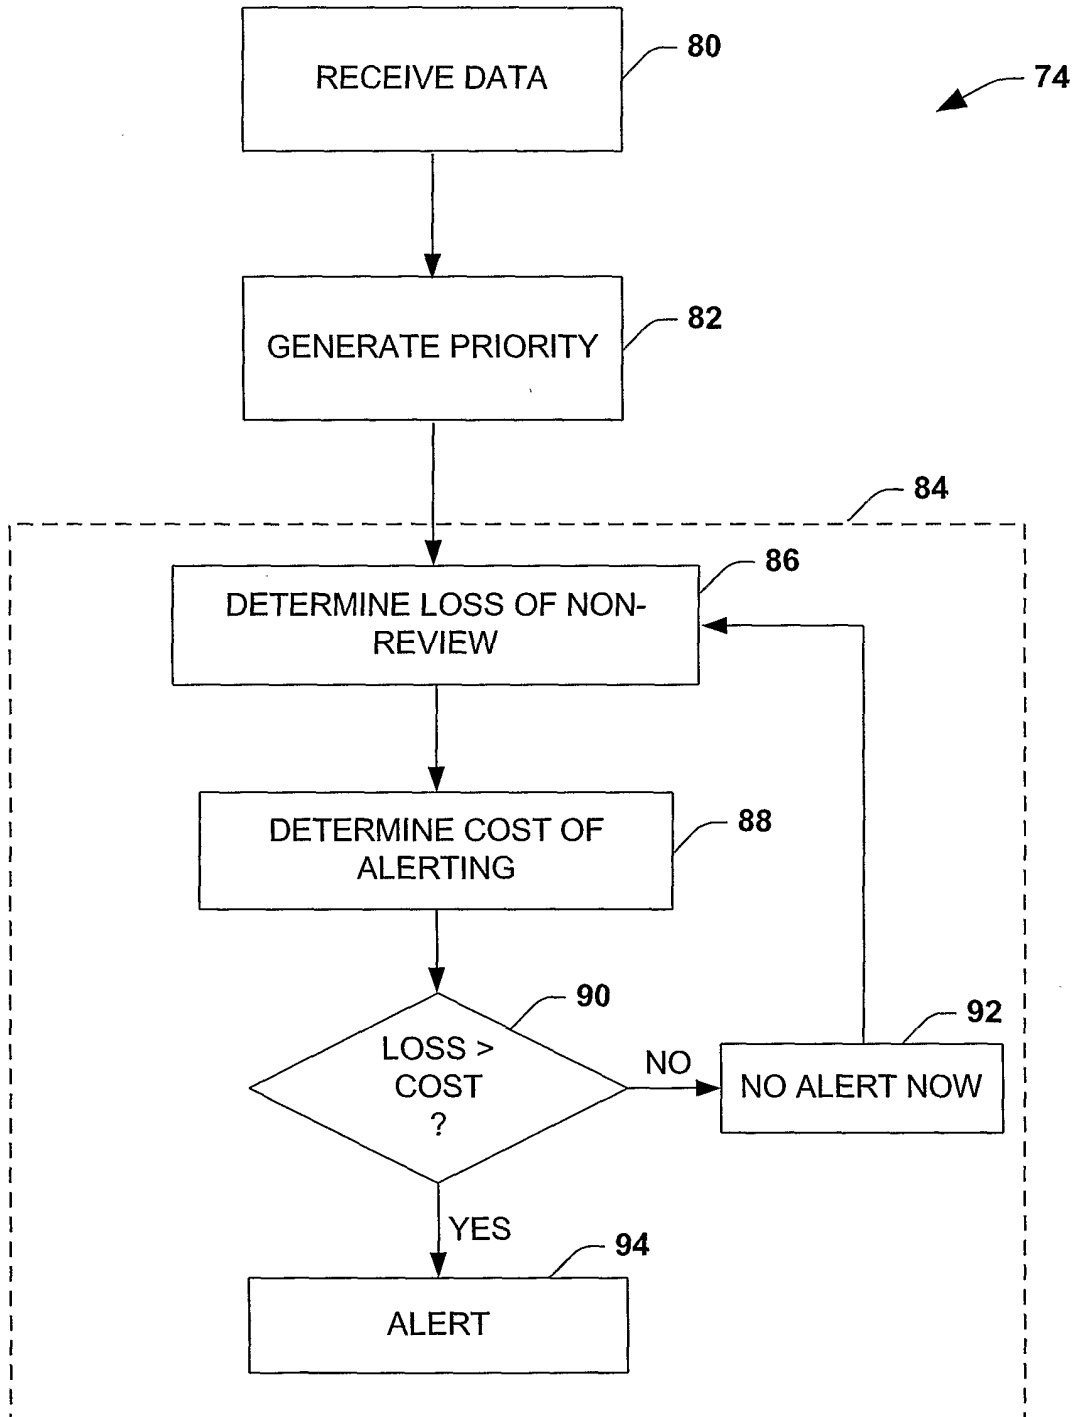 RECEIVE DATA
80
74
GENERATE PRIORITY
82
84
86
DETERMINE LOSS OF NON-
REVIEW
DETERMINE COST OF
ALERTING
88
90
LOSS >
COST
?
NO
92
NO ALERT NOW
YES
94
ALERT